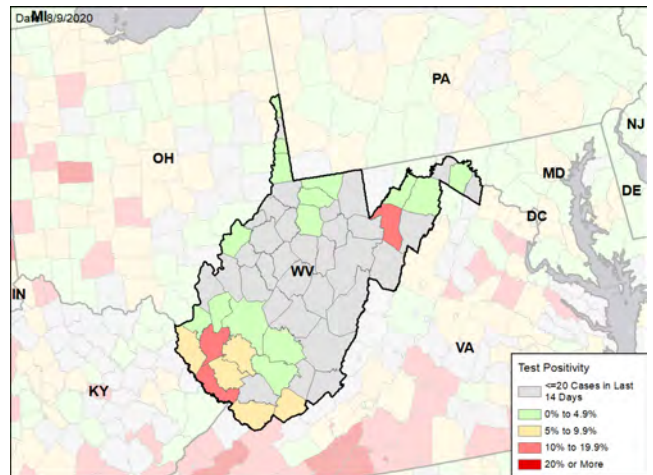 Date: 8/9/2020
MI
PA
NJ
OH
MD
DE
DC
IN
WV
VA
KY
Test Positivity
<=20 Cases in Last
14 Days
0% to 4.9%
5% to 9.9%
10% to 19.9%
20% or More